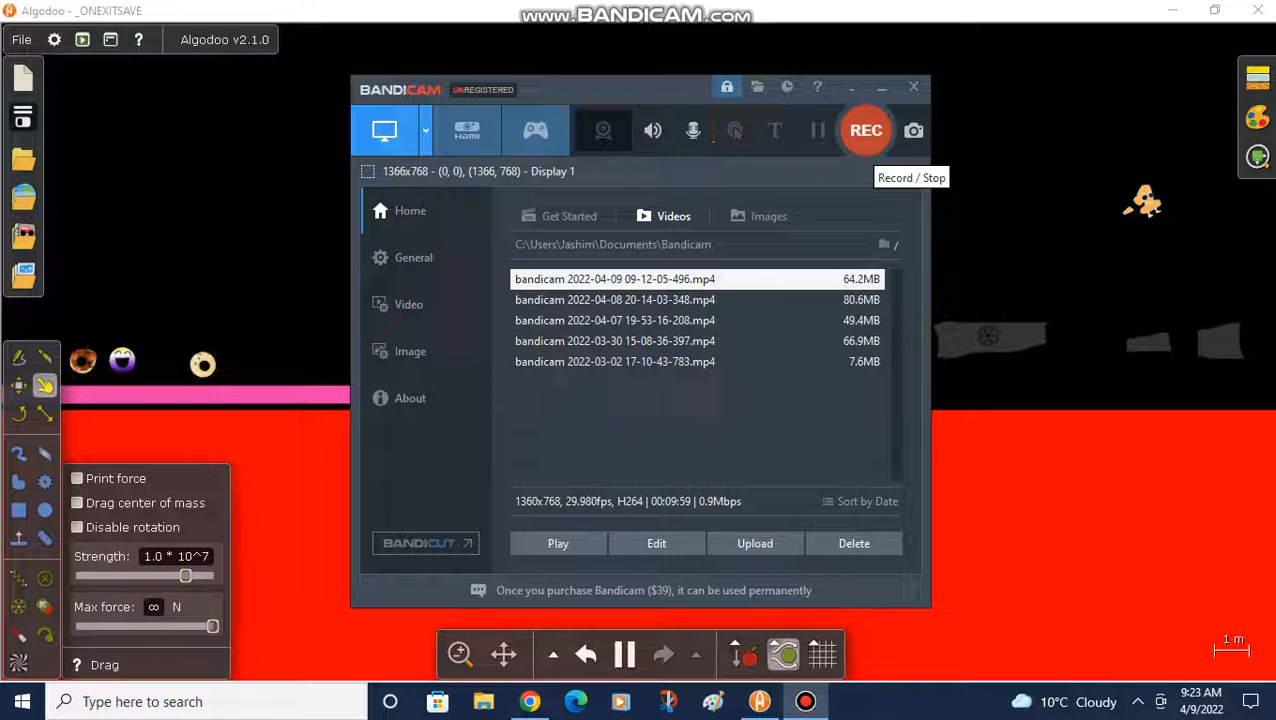 Algodoo - _ONEXITSAVE
www.BANDICAM.com
File
?
Algodoo v2.1.0
BANDICAM
UNREGISTERED
?
HDMI
T
REC
1366x768 - (0, 0), (1366, 768) - Display 1
Record / Stop
Home
General
Video
Image
About
Get Started
Videos
Images
C:\Users\Jashim\Documents\Bandicam
/
bandicam 2022-04-09 09-12-05-496.mp4 64.2MB
bandicam 2022-04-08 20-14-03-348.mp4 80.6MB
bandicam 2022-04-07 19-53-16-208.mp4 49.4MB
bandicam 2022-03-30 15-08-36-397.mp4 66.9MB
bandicam 2022-03-02 17-10-43-783.mp4 7.6MB
1360x768, 29.980fps, H264 | 00:09:59 | 0.9Mbps
Sort by Date
BANDICUT
Play
Edit
Upload
Delete
Once you purchase Bandicam ($39), it can be used permanently
Print force
Drag center of mass
Disable rotation
Strength: 1.0 * 10^7
Max force: ∞ N
? Drag
1 m
Type here to search
10°C Cloudy
9:23 AM
4/9/2022